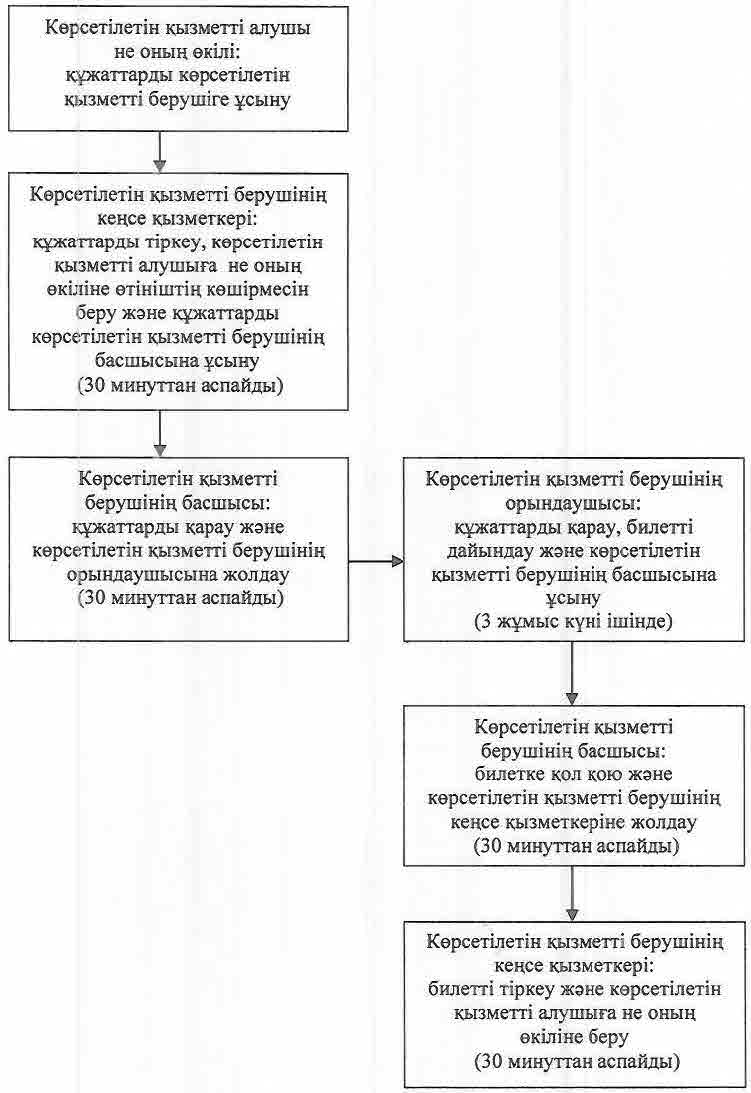 Көрсетілетін қызметті алушы
не оның өкілі:
құжаттарды көрсетілетін
қызметті берушіге ұсыну
Көрсетілетін қызметті берушінің
кеңсе қызметкері:
құжаттарды тіркеу, көрсетілетін
қызметті алушыға не оның
өкіліне өтініштің көшірмесін
беру және құжаттарды
көрсетілетін қызметті берушінің
басшысына ұсыну
(30 минуттан аспайды)
Көрсетілетін қызметті
берушінің басшысы:
құжаттарды қарау және
көрсетілетін қызметті берушінің
орындаушысына жолдау
(30 минуттан аспайды)
Көрсетілетін қызметті берушінің
орындаушысы:
құжаттарды қарау, билетті
дайындау және көрсетілетін
қызметті берушінің басшысына
ұсыну
(3 жұмыс күні ішінде)
Көрсетілетін қызметті
берушінің басшысы:
билетке қол қою және
көрсетілетін қызметті берушінің
кеңсе қызметкеріне жолдау
(30 минуттан аспайды)
Көрсетілетін қызметті берушінің
кеңсе қызметкері:
билетті тіркеу және көрсетілетін
қызметті алушыға не оның
өкіліне беру
(30 минуттан аспайды)